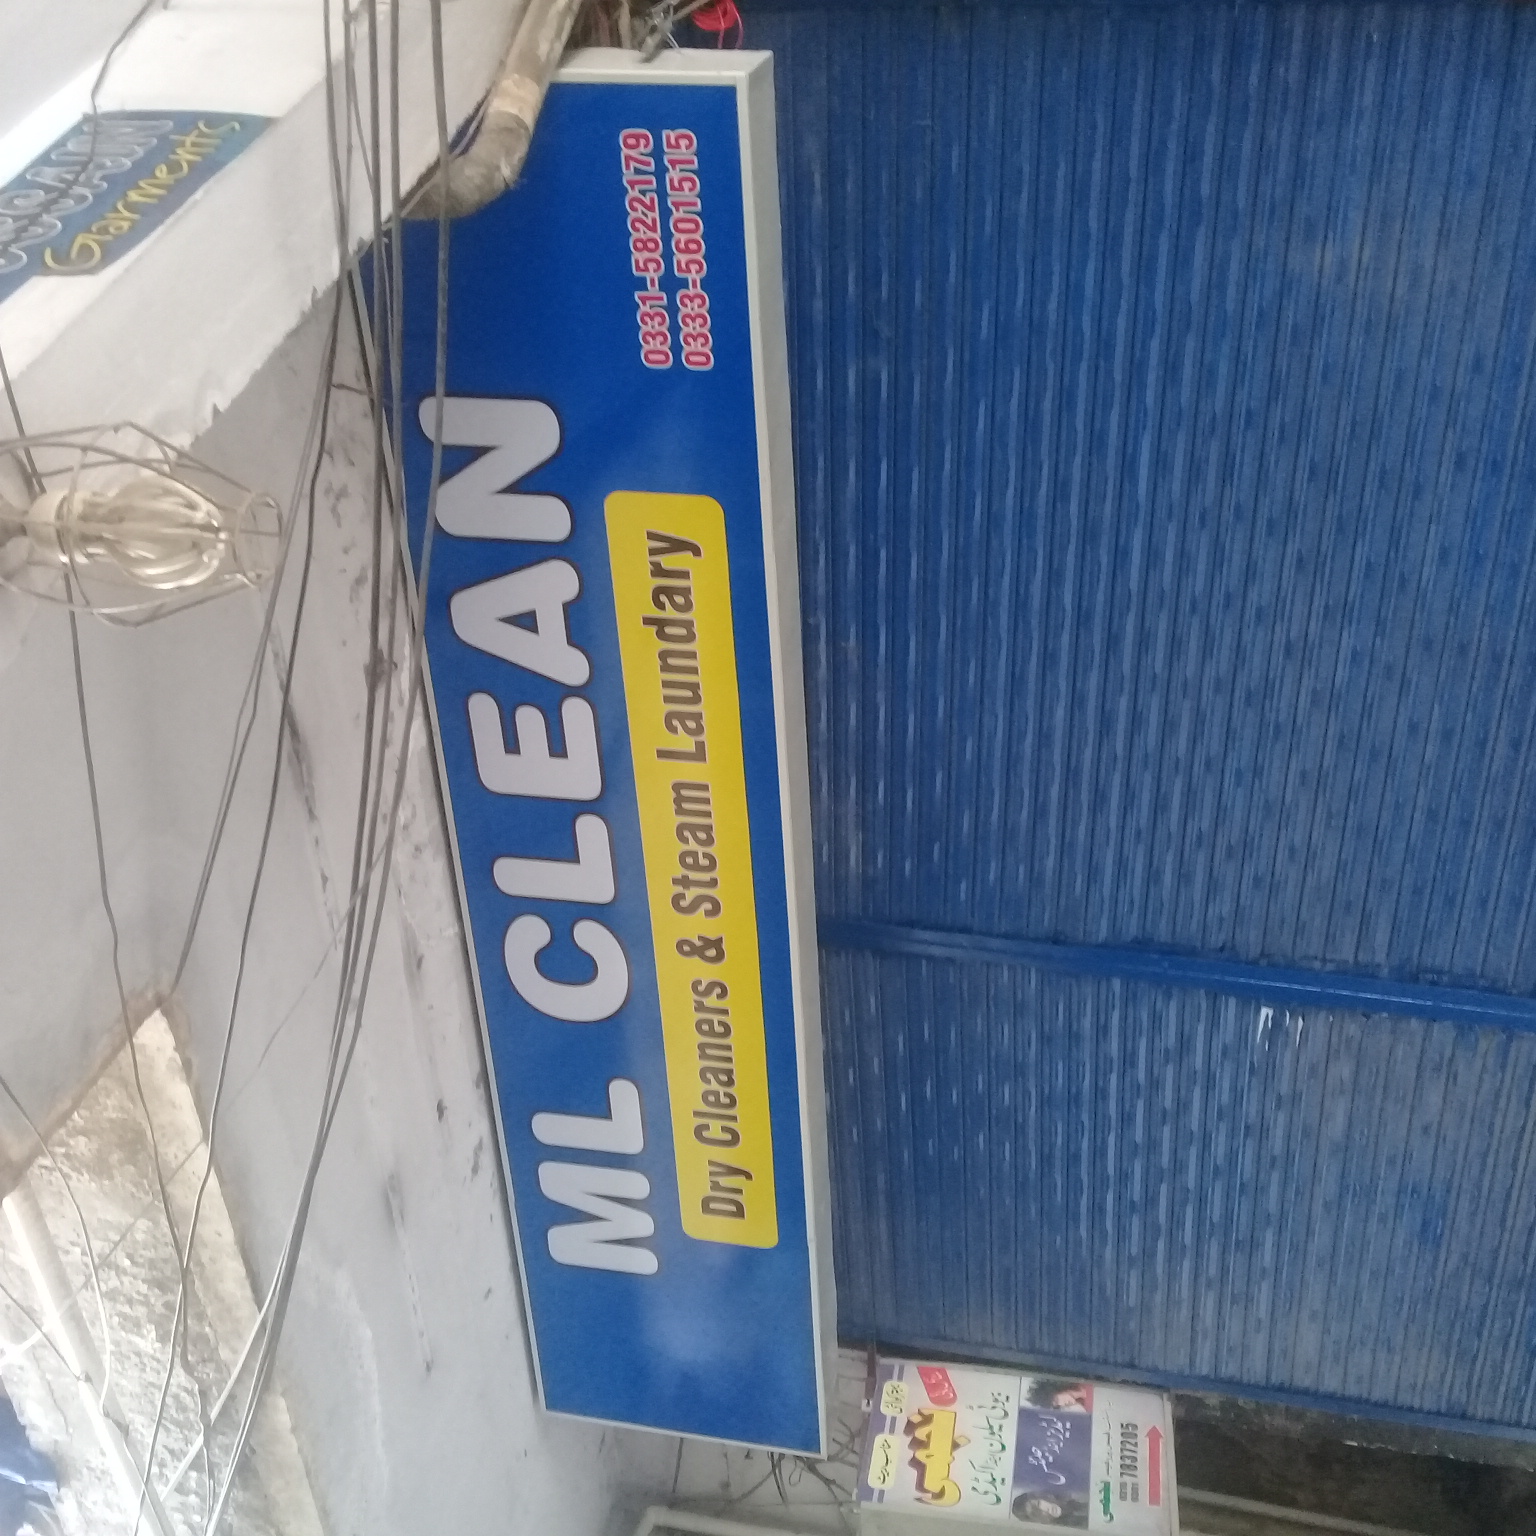 ML CLEAN
Dry Cleaners & Steam Laundary
0331-5822179
0333-5601515
Garments
7837205